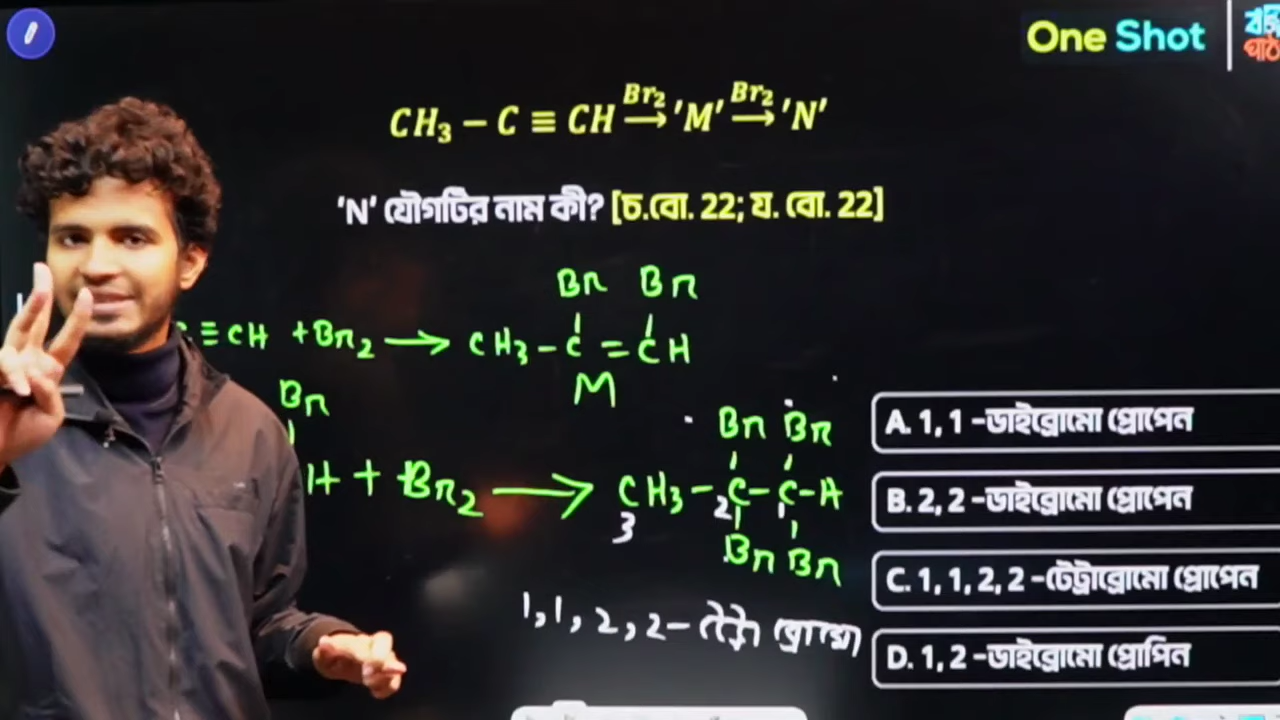 One Shot
CH₃ – C ≡ CH —Br₂→ 'M' —Br₂→ 'N'
'N' যৌগটির নাম কী? [চ.বো. 22; য. বো. 22]
Br Br
≡ CH + Br₂ → CH₃ – C = CH
M
Br
Br Br
H + Br₂ → CH₃ – C – C – H
3 2 1
Br Br
1, 1, 2, 2 – টেট্রা ব্রোমো
A. 1, 1 -ডাইব্রোমো প্রোপেন
B. 2, 2 -ডাইব্রোমো প্রোপেন
C. 1, 1, 2, 2 -টেট্রাব্রোমো প্রোপেন
D. 1, 2 -ডাইব্রোমো প্রোপিন